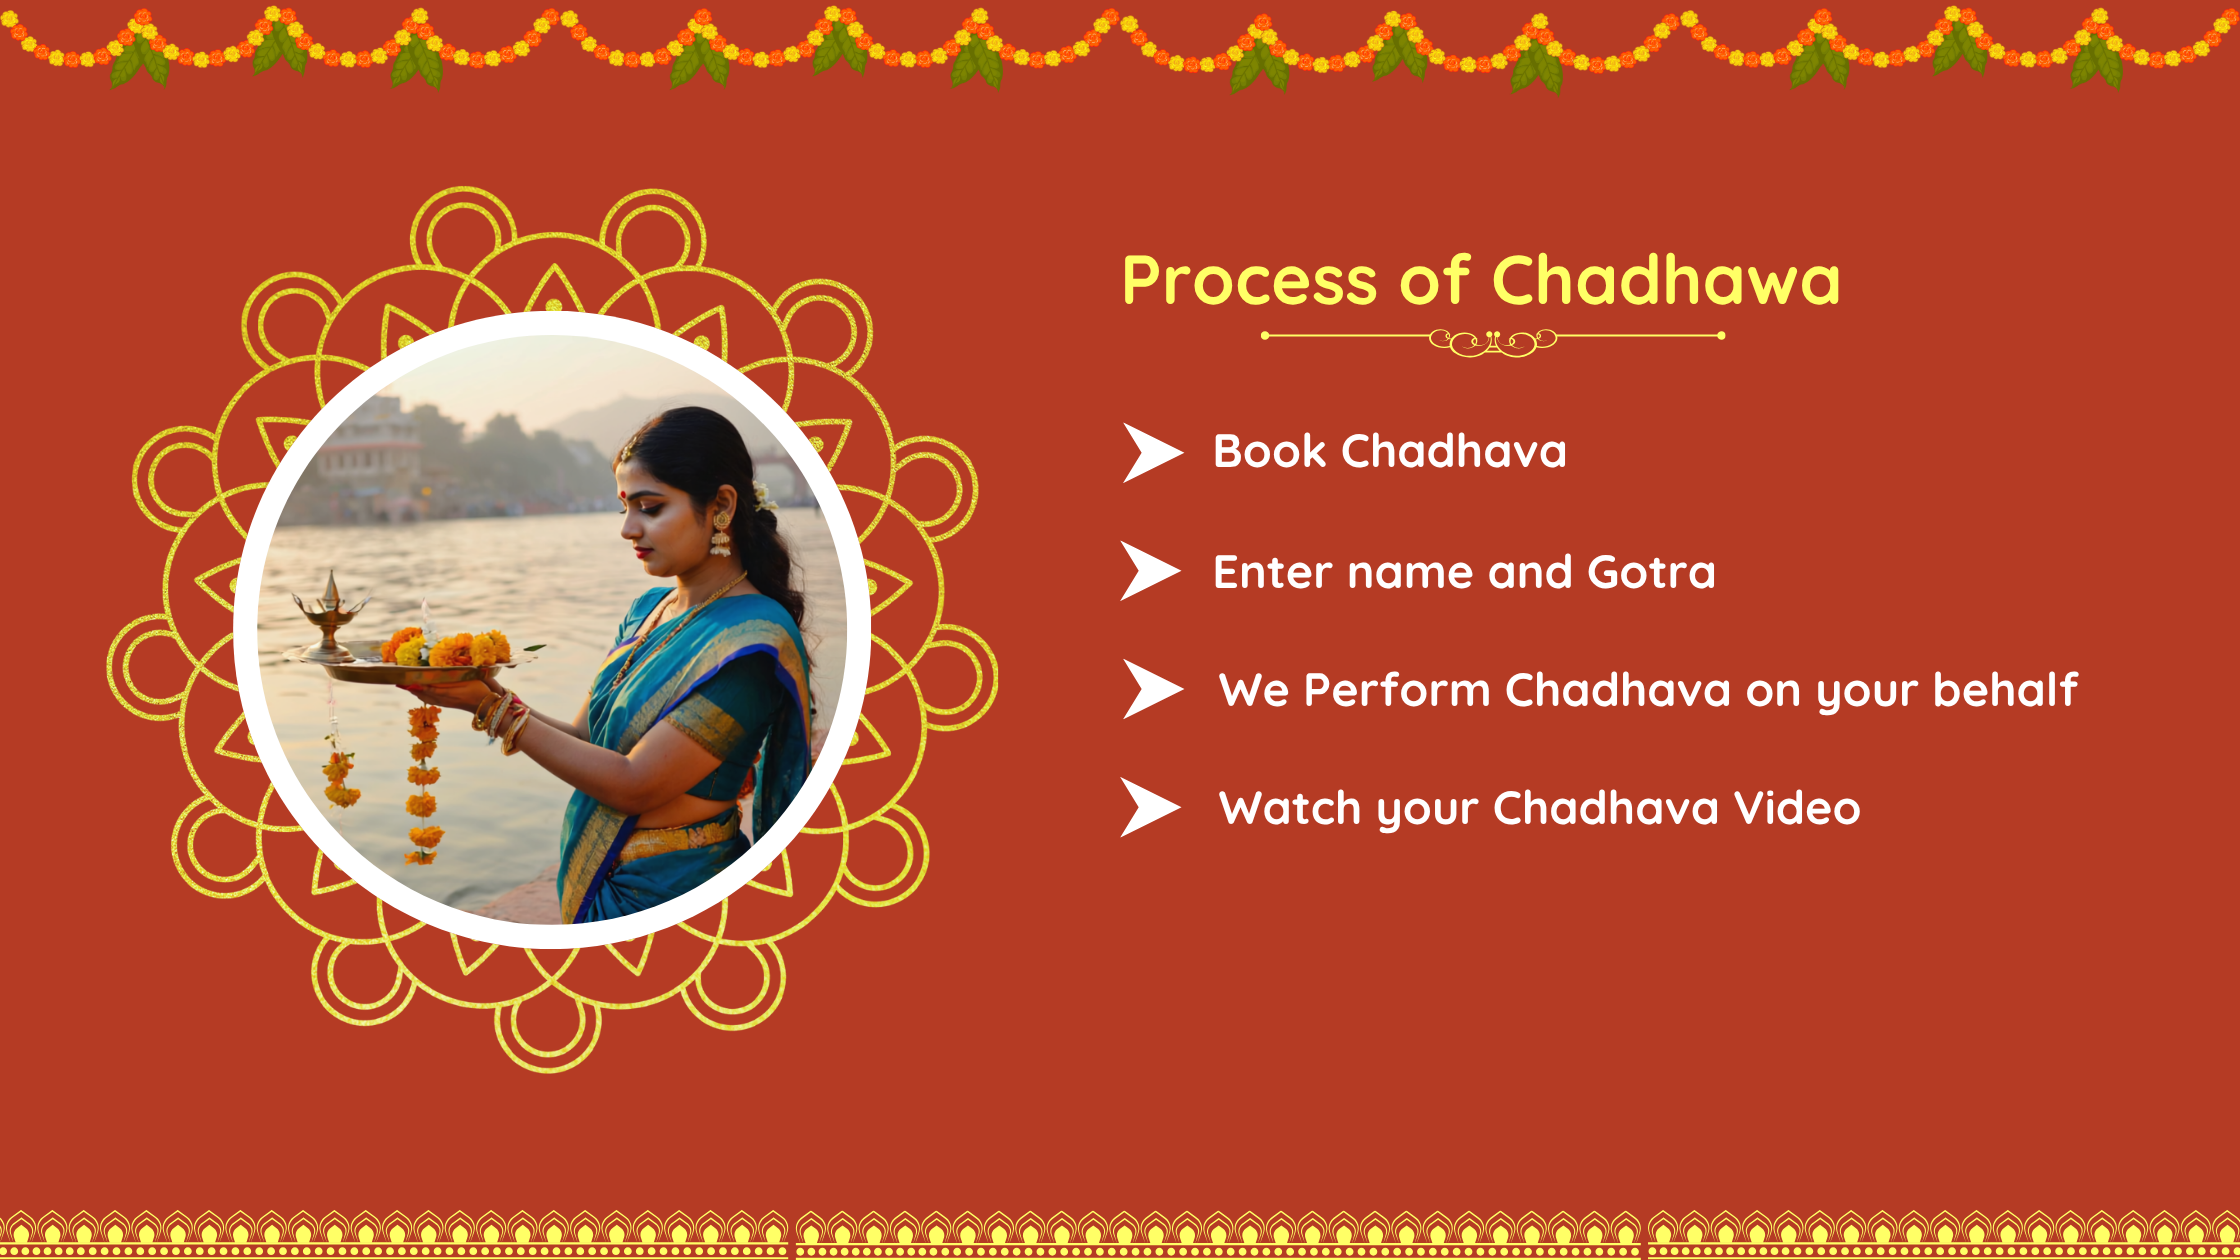 Process of Chadhawa
Book Chadhava
Enter name and Gotra
We Perform Chadhava on your behalf
Watch your Chadhava Video